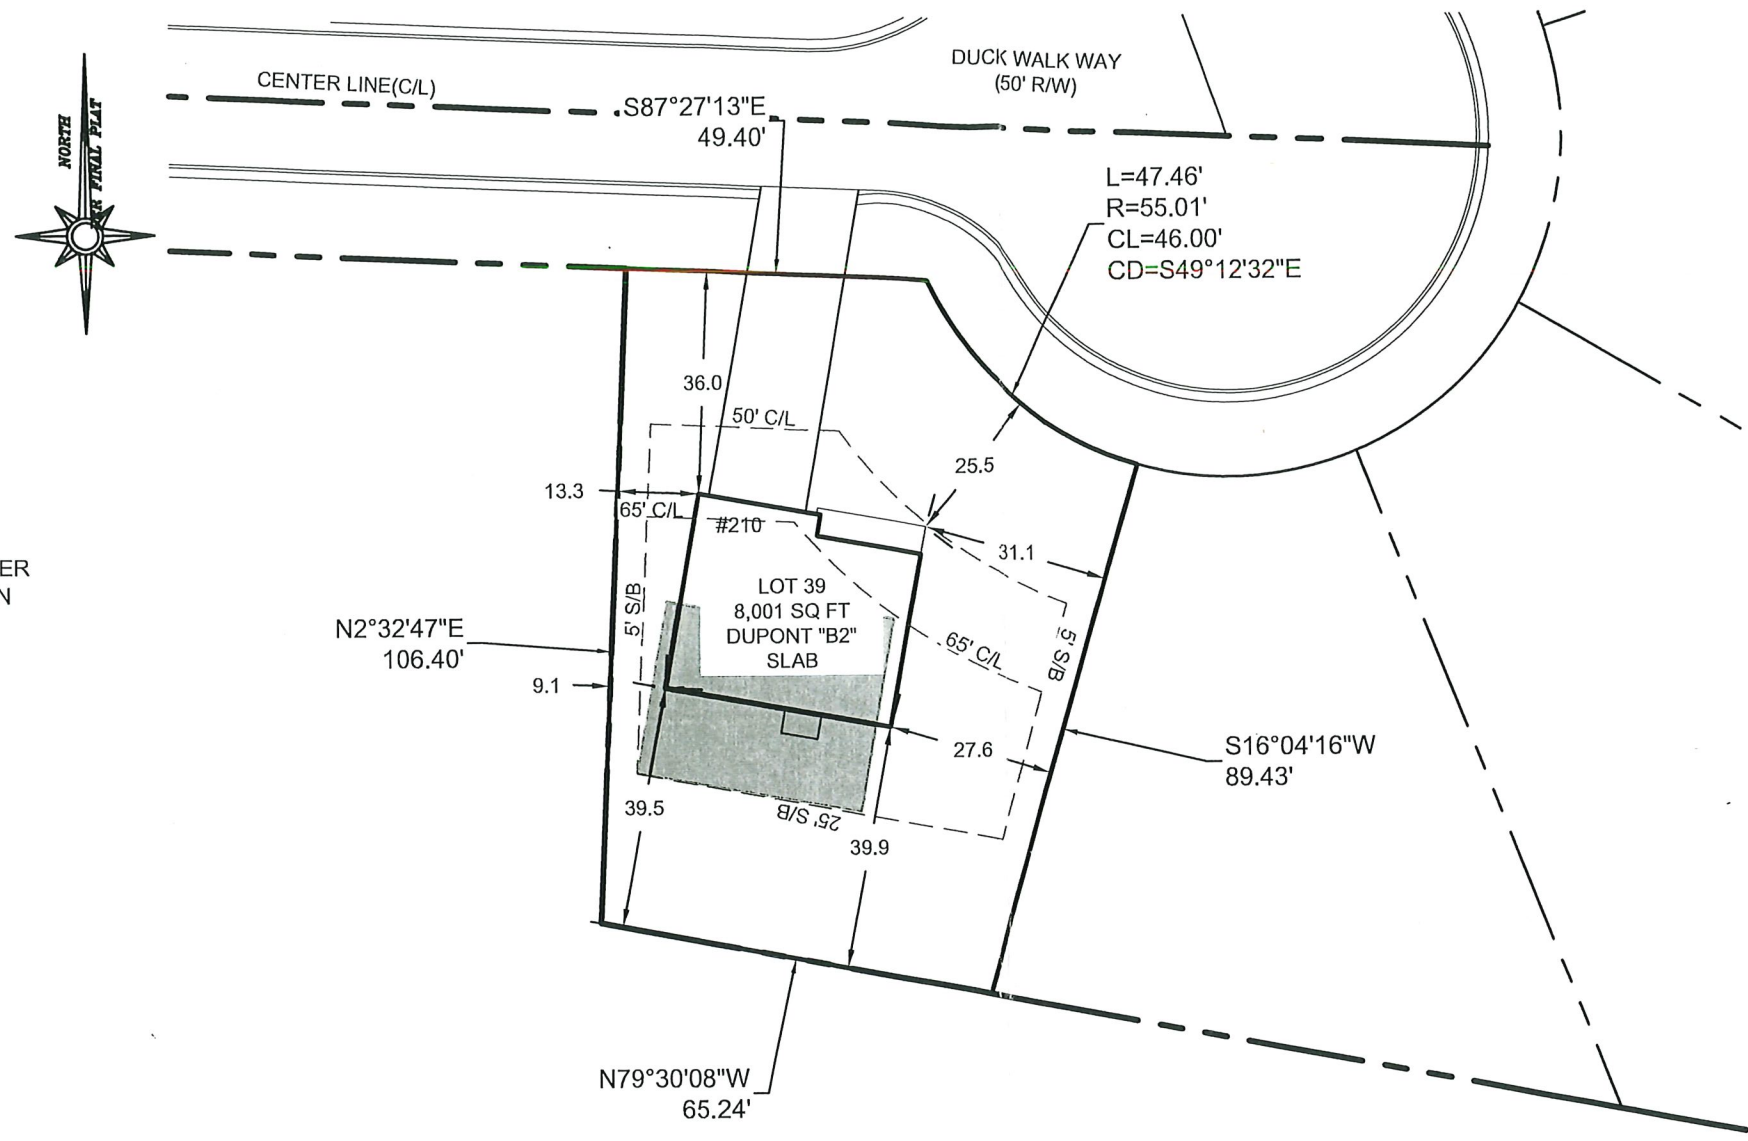 DUCK WALK WAY
(50' R/W)
CENTER LINE(C/L)
S87°27'13"E
49.40'
NORTH
PER FINAL PLAT
L=47.46'
R=55.01'
CL=46.00'
CD=S49°12'32"E
36.0
50' C/L
25.5
13.3
65' C/L
#210
31.1
ER
N
LOT 39
8,001 SQ FT
DUPONT "B2"
SLAB
5' S/B
5' S/B
65' C/L
N2°32'47"E
106.40'
9.1
27.6
S16°04'16"W
89.43'
39.5
25' S/B
39.9
N79°30'08"W
65.24'